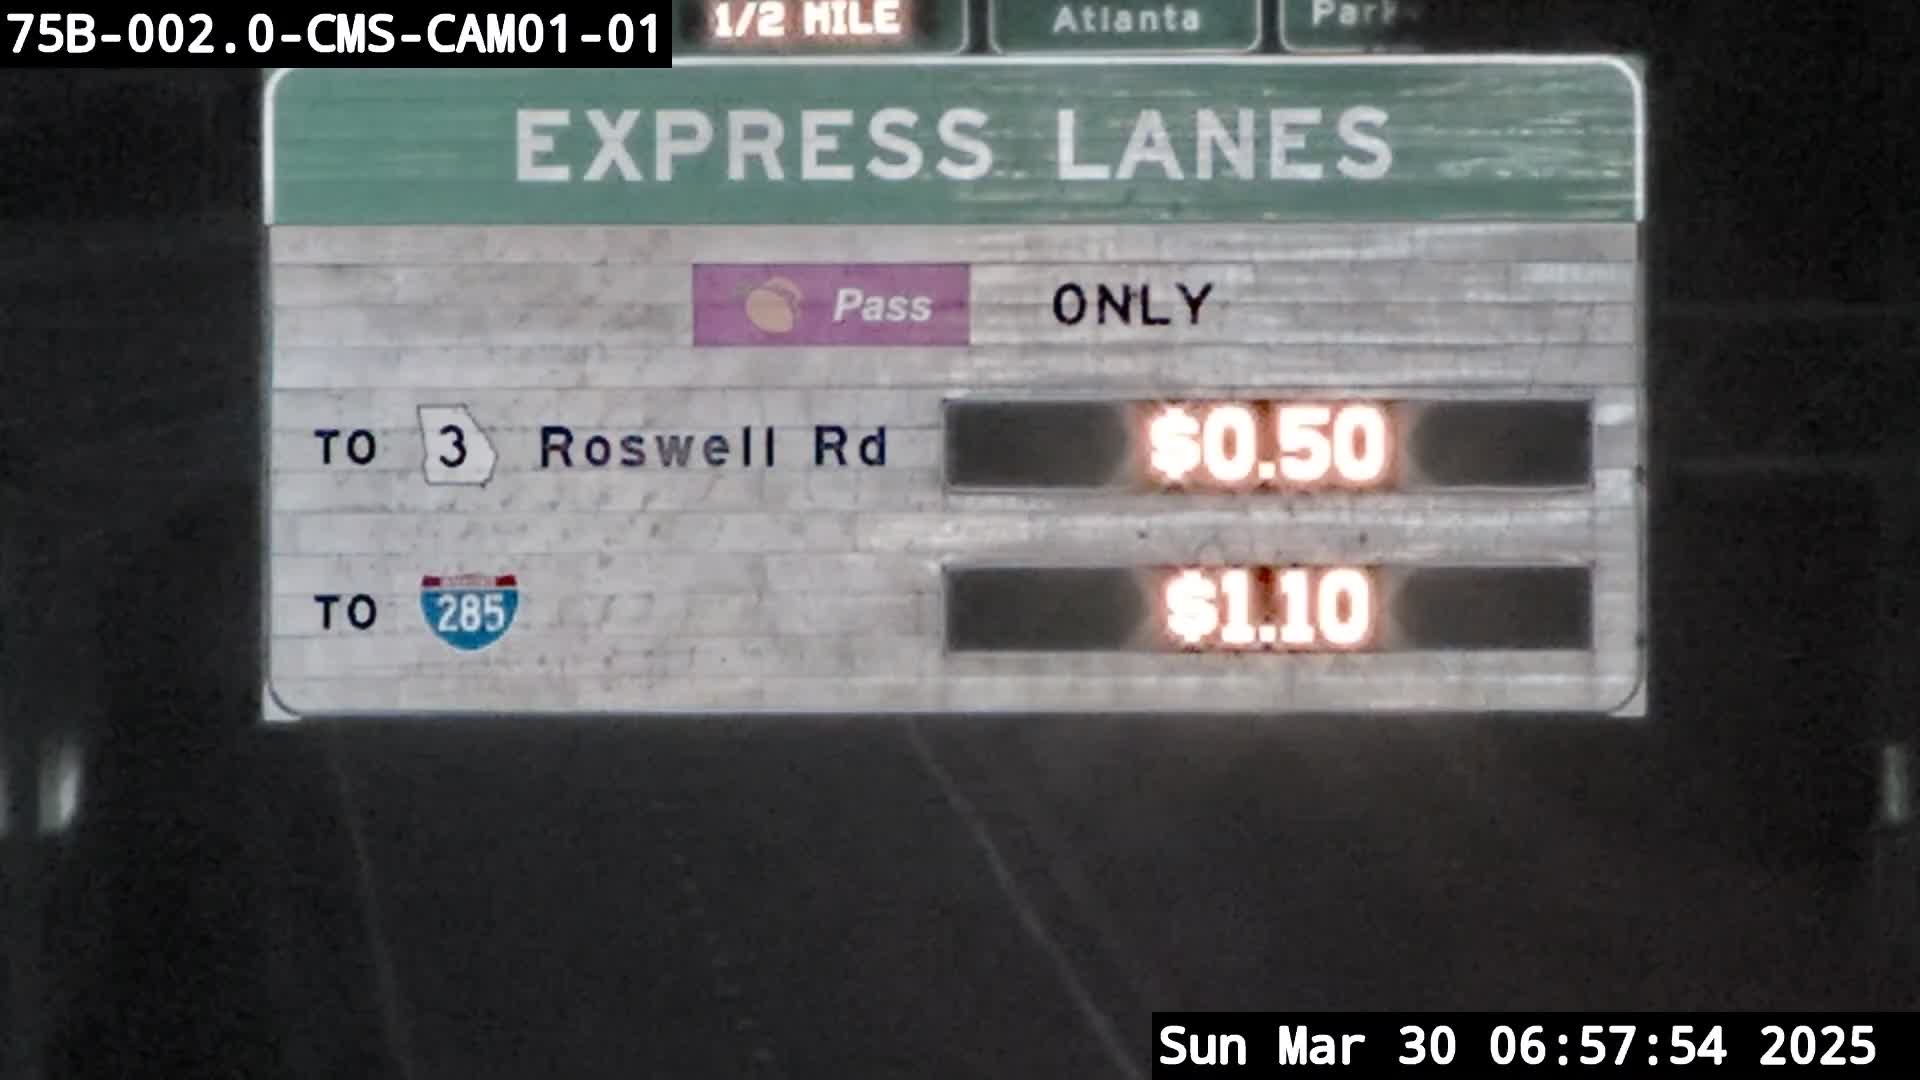 75B-002.0-CMS-CAM01-01
1/2 MILE
Atlanta
Park
EXPRESS LANES
Pass ONLY
TO 3 Roswell Rd $0.50
TO 285 $1.10
Sun Mar 30 06:57:54 2025